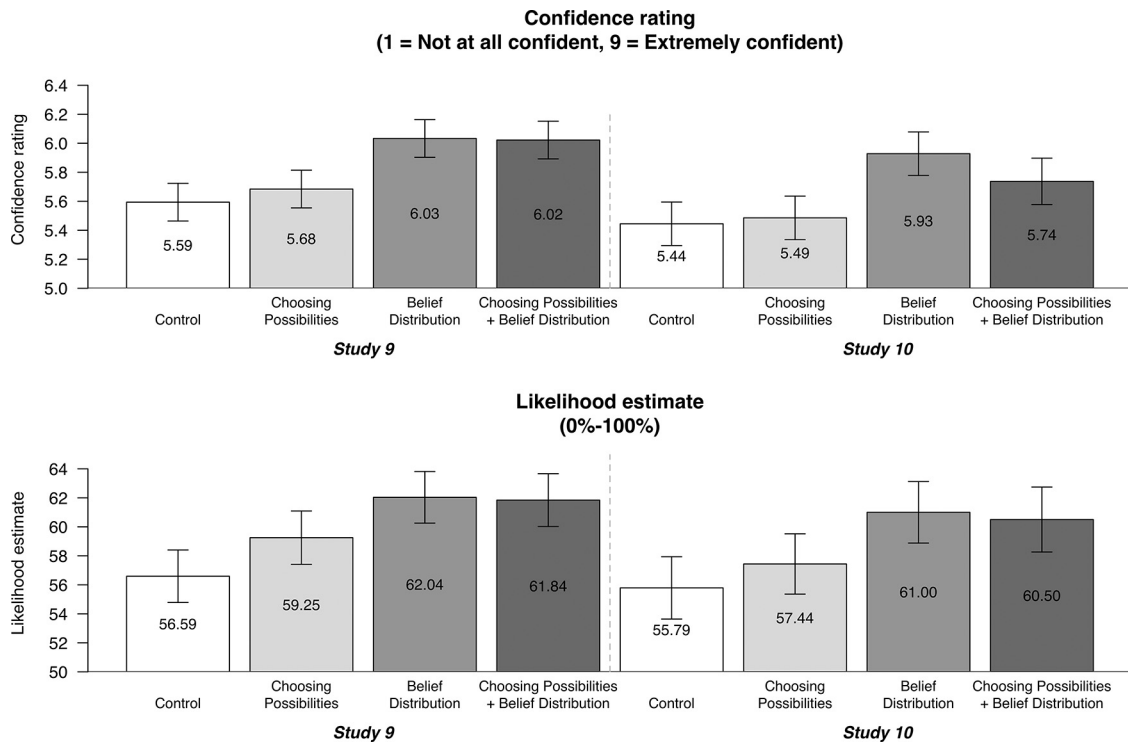 Confidence rating
(1 = Not at all confident, 9 = Extremely confident)
Confidence rating
6.4
6.2
6.0
5.8
5.6
5.4
5.2
5.0
5.59
5.68
6.03
6.02
5.44
5.49
5.93
5.74
Control
Choosing
Possibilities
Belief
Distribution
Choosing Possibilities
+ Belief Distribution
Control
Choosing
Possibilities
Belief
Distribution
Choosing Possibilities
+ Belief Distribution
Study 9
Study 10
Likelihood estimate
(0%-100%)
Likelihood estimate
64
62
60
58
56
54
52
50
56.59
59.25
62.04
61.84
55.79
57.44
61.00
60.50
Control
Choosing
Possibilities
Belief
Distribution
Choosing Possibilities
+ Belief Distribution
Control
Choosing
Possibilities
Belief
Distribution
Choosing Possibilities
+ Belief Distribution
Study 9
Study 10